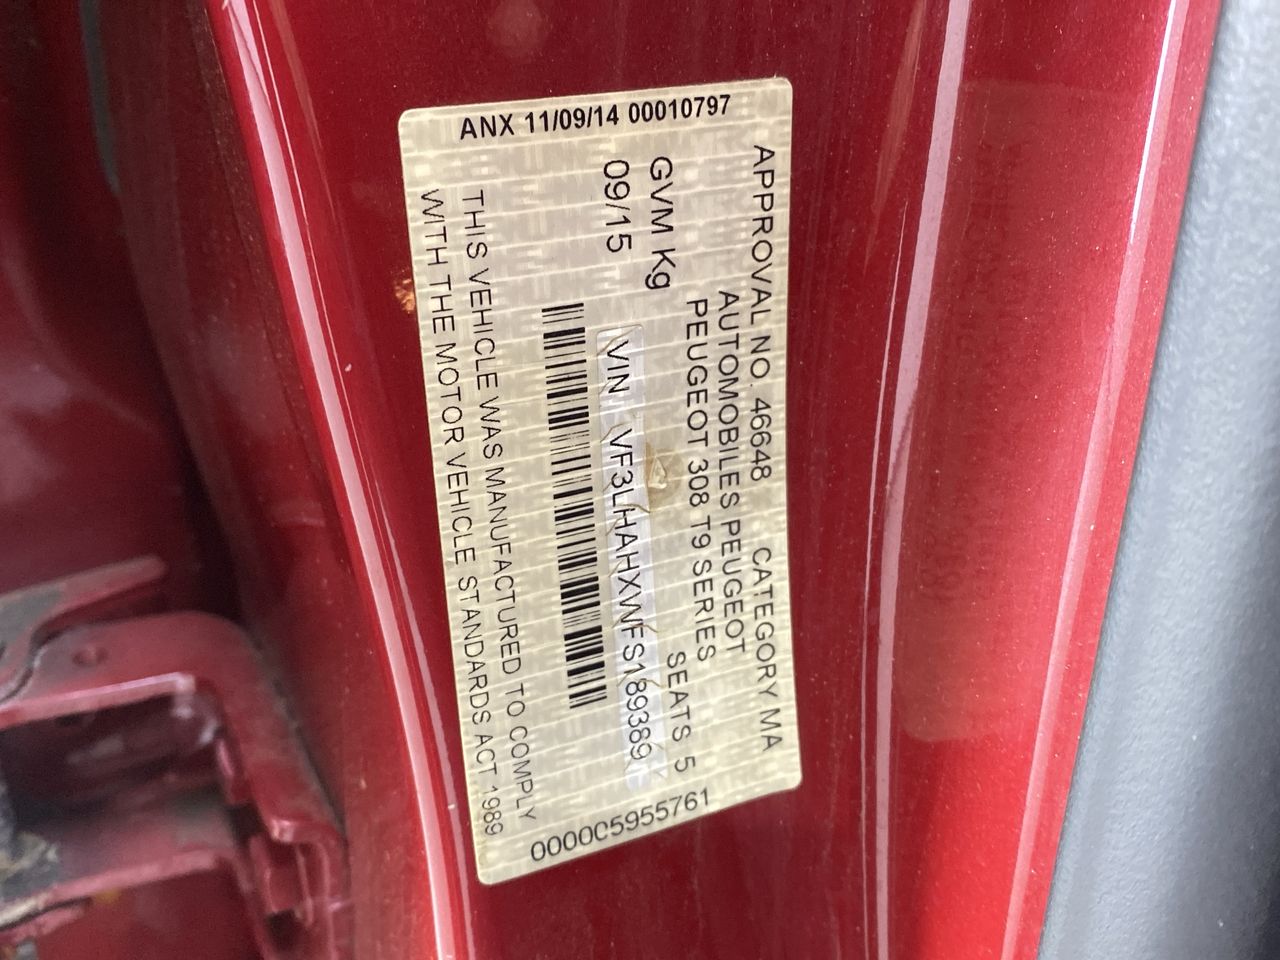 ANX 11/09/14 00010797
APPROVAL NO. 46648 CATEGORY MA
AUTOMOBILES PEUGEOT
PEUGEOT 308 T9 SERIES
GVM Kg SEATS 5
09/15 VIN VF3LHAHXWFS189389
THIS VEHICLE WAS MANUFACTURED TO COMPLY
WITH THE MOTOR VEHICLE STANDARDS ACT 1989
0000C5955761